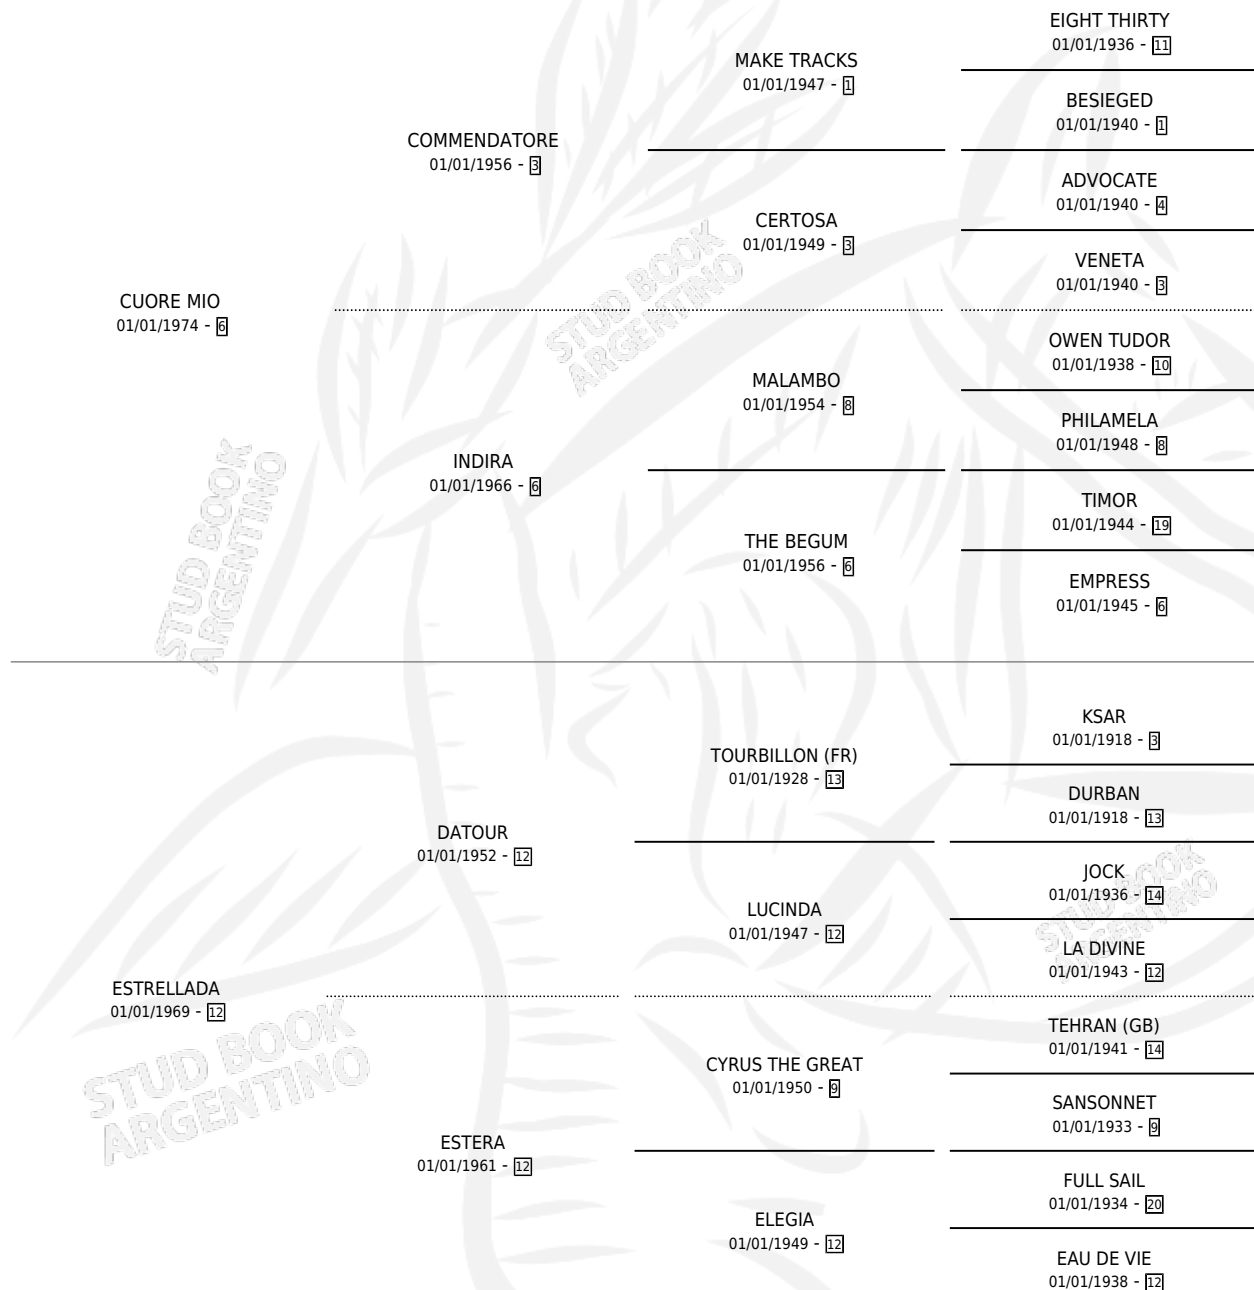 EIGHT THIRTY
01/01/1936 - 11
MAKE TRACKS
01/01/1947 - 1
BESIEGED
01/01/1940 - 1
COMMENDATORE
01/01/1956 - 3
ADVOCATE
01/01/1940 - 4
CERTOSA
01/01/1949 - 3
VENETA
01/01/1940 - 3
CUORE MIO
01/01/1974 - 6
OWEN TUDOR
01/01/1938 - 10
MALAMBO
01/01/1954 - 8
PHILAMELA
01/01/1948 - 8
INDIRA
01/01/1966 - 6
TIMOR
01/01/1944 - 19
THE BEGUM
01/01/1956 - 6
EMPRESS
01/01/1945 - 6
KSAR
01/01/1918 - 3
TOURBILLON (FR)
01/01/1928 - 13
DURBAN
01/01/1918 - 13
DATOUR
01/01/1952 - 12
JOCK
01/01/1936 - 14
LUCINDA
01/01/1947 - 12
LA DIVINE
01/01/1943 - 12
ESTRELLADA
01/01/1969 - 12
TEHRAN (GB)
01/01/1941 - 14
CYRUS THE GREAT
01/01/1950 - 9
SANSONNET
01/01/1933 - 9
ESTERA
01/01/1961 - 12
FULL SAIL
01/01/1934 - 20
ELEGIA
01/01/1949 - 12
EAU DE VIE
01/01/1938 - 12
STUD BOOK
ARGENTINO
STUD BOOK
ARGENTINO
STUD BOOK
ARGENTINO
STUD BOOK
ARGENTINO